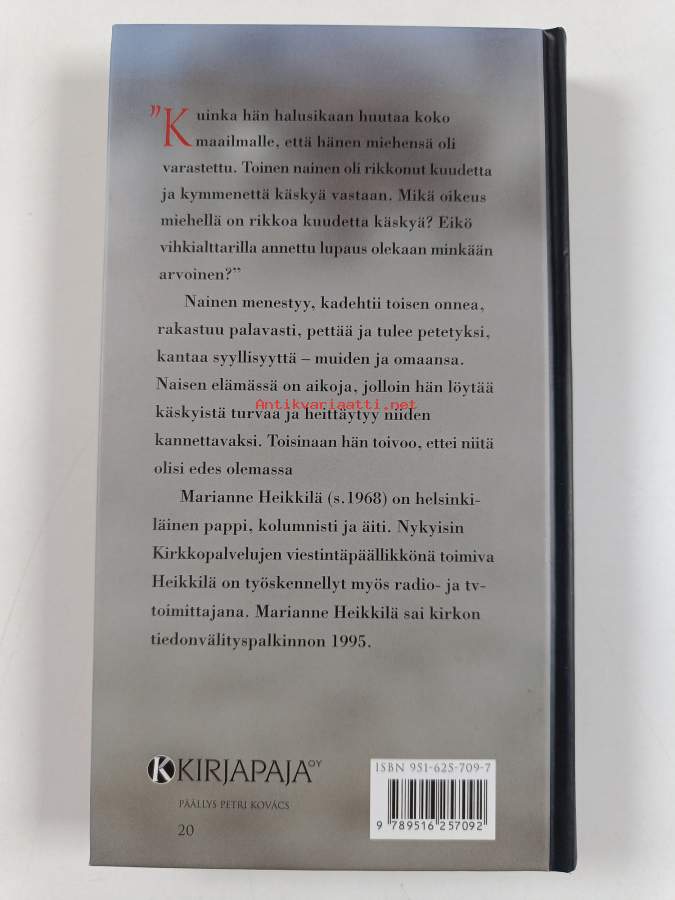 ”Kuinka hän halusikaan huutaa koko
maailmalle, että hänen miehensä oli
varastettu. Toinen nainen oli rikkonut kuudetta
ja kymmenettä käskyä vastaan. Mikä oikeus
miehellä on rikkoa kuudetta käskyä? Eikö
vihkialttarilla annettu lupaus olekaan minkään
arvoinen?”
Nainen menestyy, kadehtii toisen onnea,
rakastuu palavasti, pettää ja tulee petetyksi,
kantaa syyllisyyttä – muiden ja omaansa.
Naisen elämässä on aikoja, jolloin hän löytää
Antikvariaatti.net
käskyistä turvaa ja heittäytyy niiden
kannettavaksi. Toisinaan hän toivoo, ettei niitä
olisi edes olemassa
Marianne Heikkilä (s.1968) on helsinki-
läinen pappi, kolumnisti ja äiti. Nykyisin
Kirkkopalvelujen viestintäpäällikkönä toimiva
Heikkilä on työskennellyt myös radio- ja tv-
toimittajana. Marianne Heikkilä sai kirkon
tiedonvälityspalkinnon 1995.
K KIRJAPAJA OY
PÄÄLLYS PETRI KOVÁCS
20
ISBN 951-625-709-7
9 789516 257092